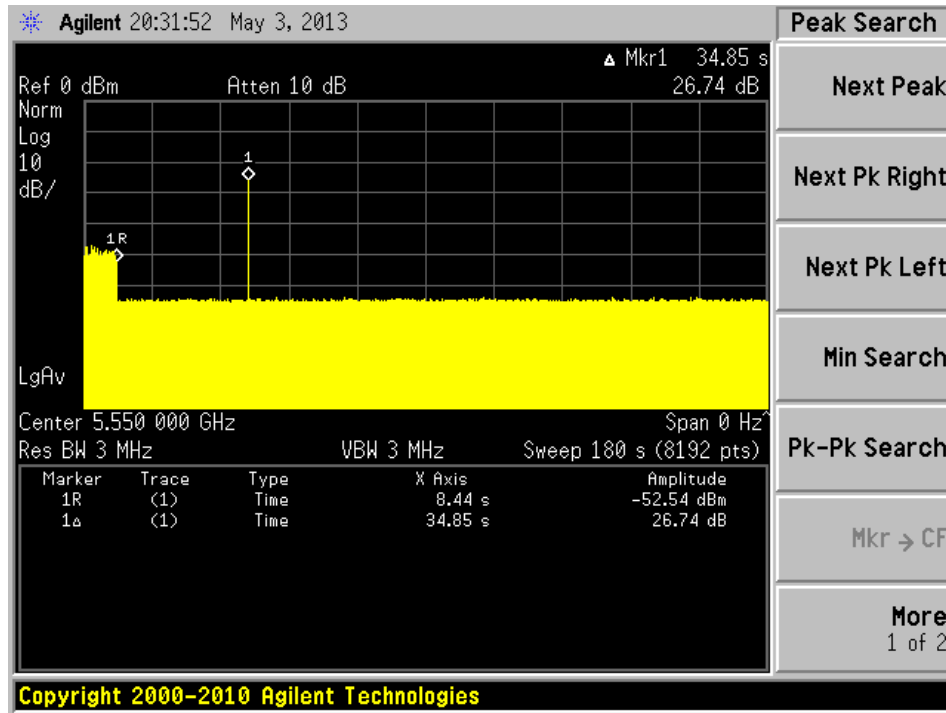 Agilent 20:31:52 May 3, 2013
Peak Search
▵ Mkr1 34.85 s
Ref 0 dBm Atten 10 dB 26.74 dB
Norm
Log
10
dB/
1
1R
LgAv
Center 5.550 000 GHz Span 0 Hz^
Res BW 3 MHz VBW 3 MHz Sweep 180 s (8192 pts)
Marker Trace Type X Axis Amplitude
1R (1) Time 8.44 s -52.54 dBm
1▵ (1) Time 34.85 s 26.74 dB
Next Peak
Next Pk Right
Next Pk Left
Min Search
Pk-Pk Search
Mkr → CF
More
1 of 2
Copyright 2000-2010 Agilent Technologies